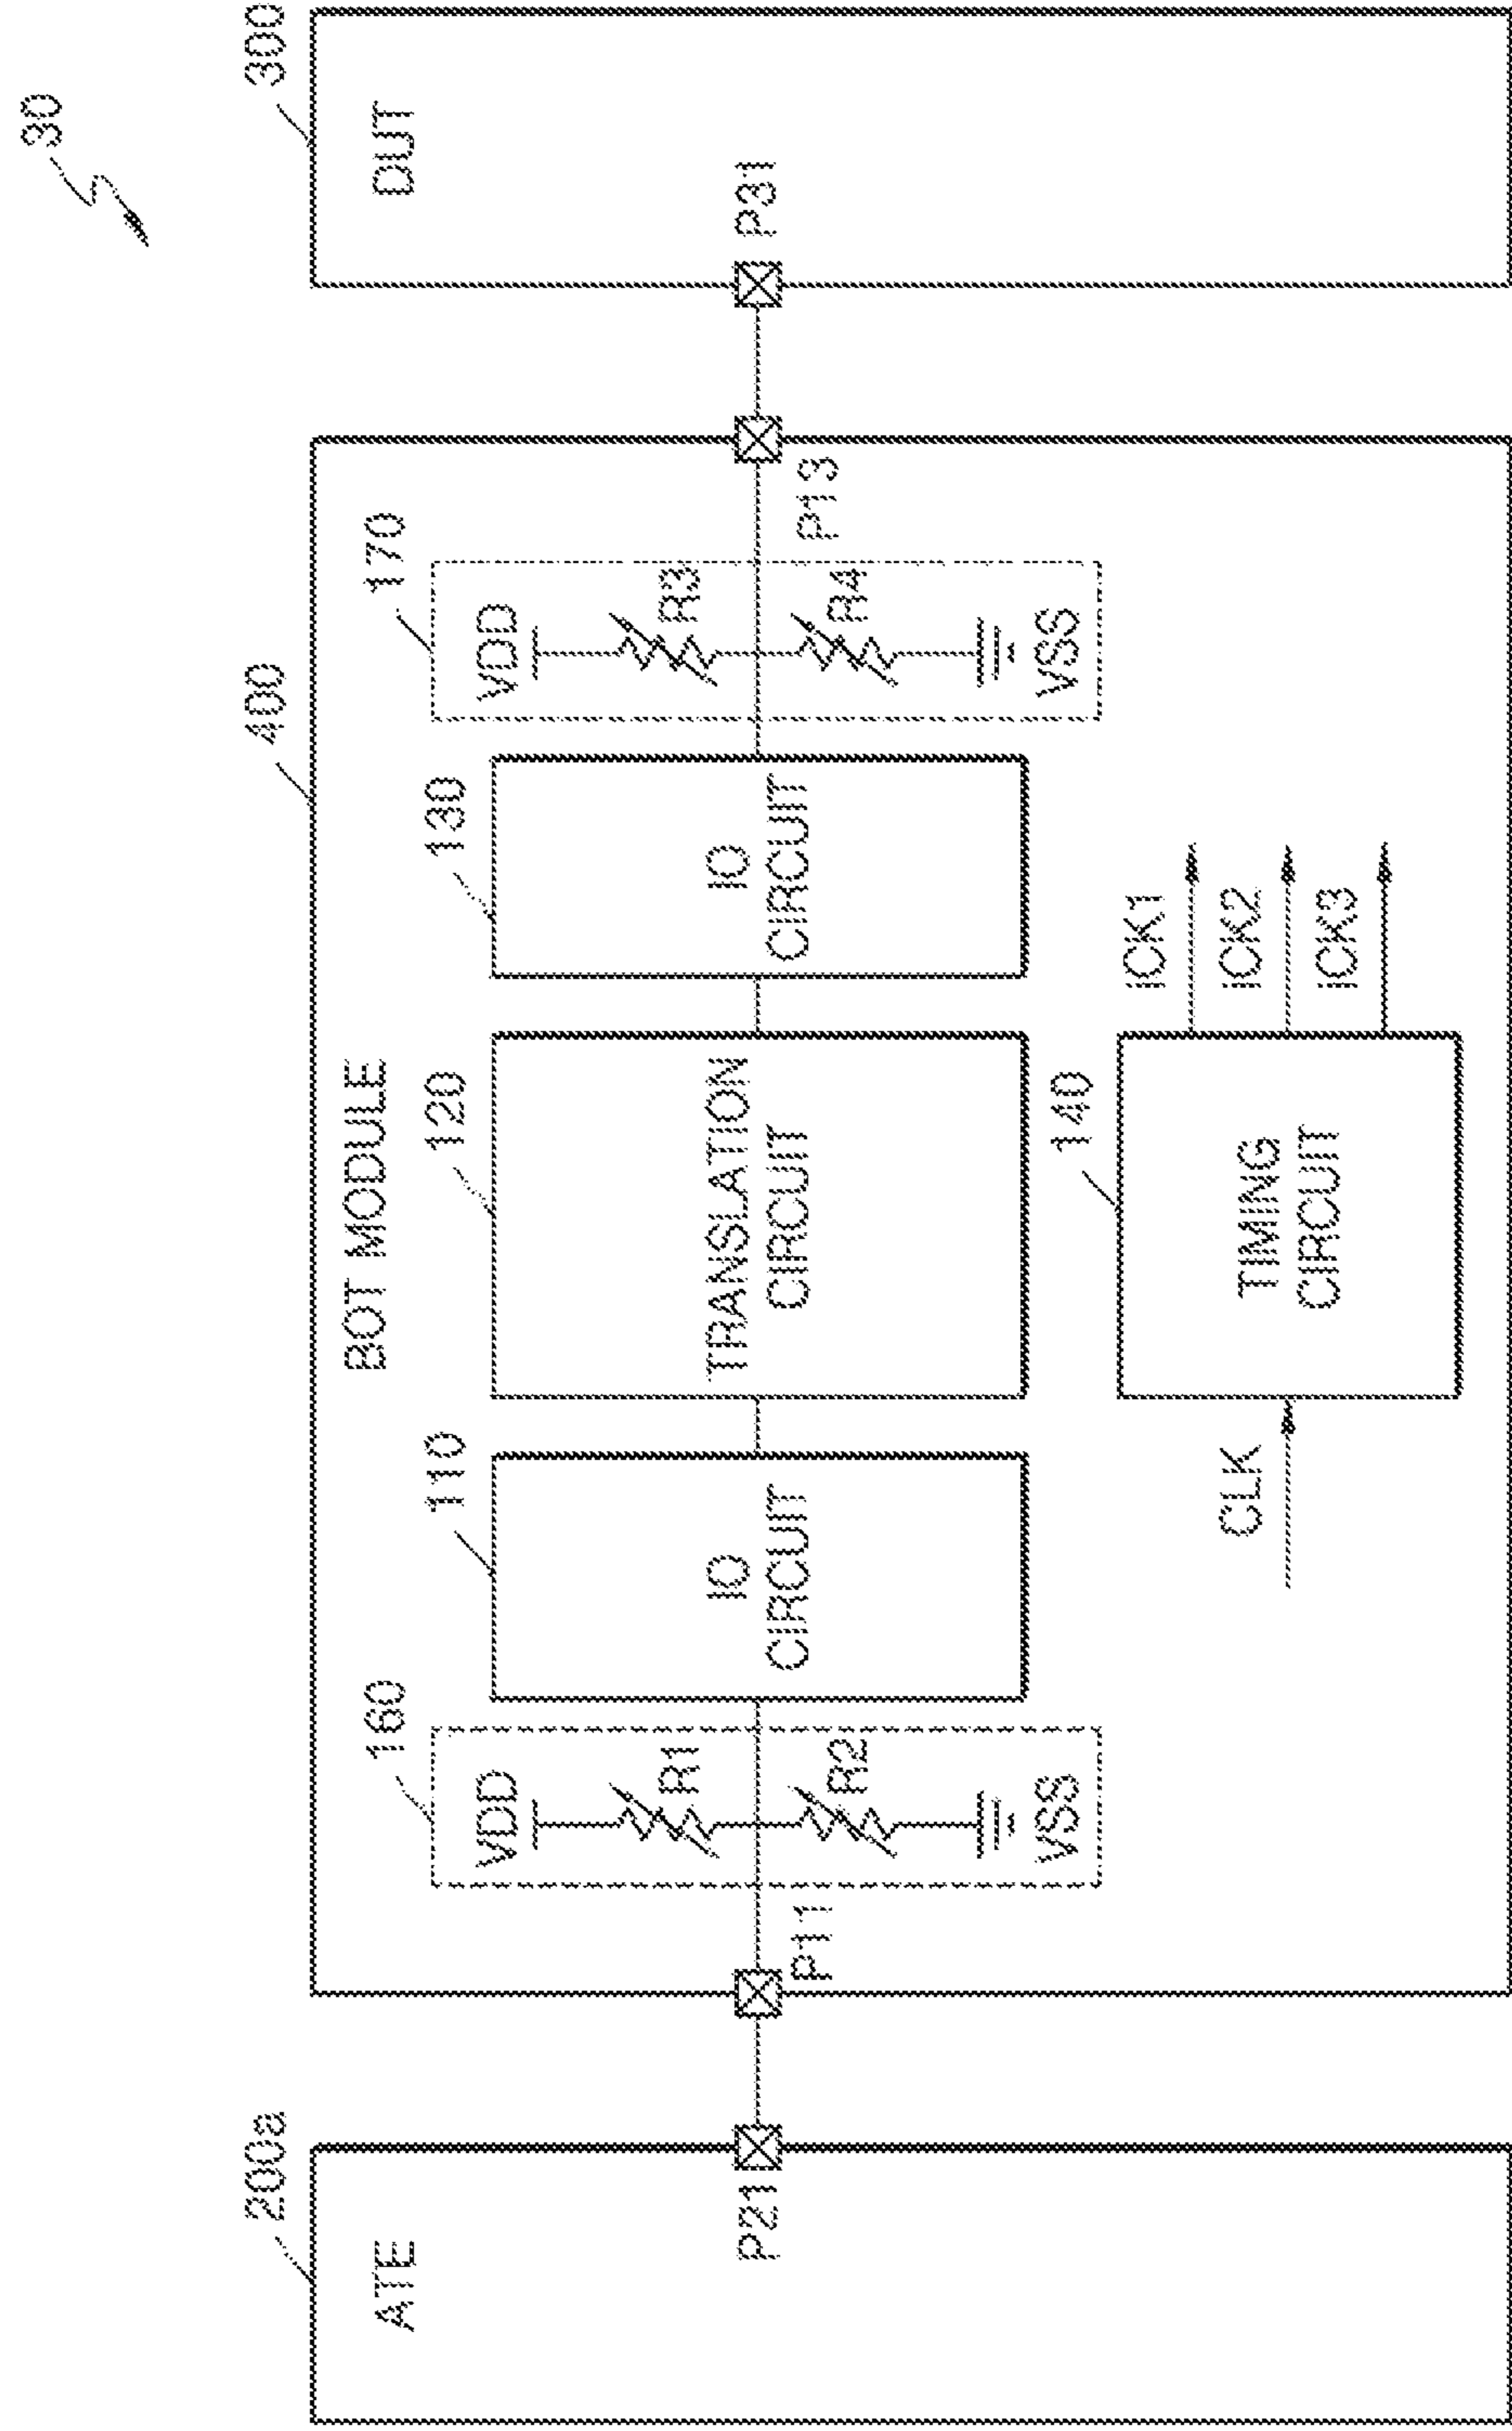 30
200a
400
300
ATE
BOT MODULE
DUT
160
110
120
130
170
VDD
VDD
R1
R3
P21
P11
IO
CIRCUIT
TRANSLATION
CIRCUIT
IO
CIRCUIT
P13
P31
R2
R4
VSS
VSS
140
CLK
TIMING
CIRCUIT
ICK1
ICK2
ICK3